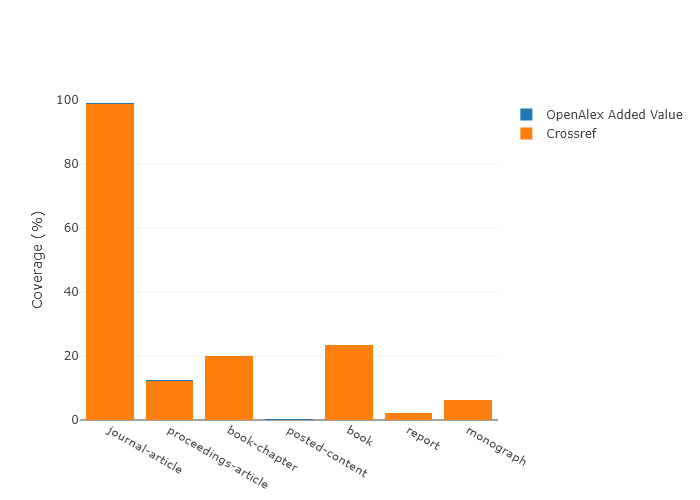 100
80
60
40
20
0
Coverage (%)
journal-article
proceedings-article
book-chapter
posted-content
book
report
monograph
OpenAlex Added Value
Crossref